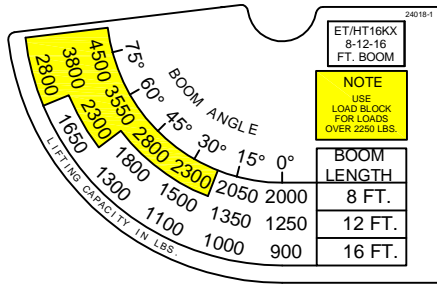 24018-1
ET/HT16KX
8-12-16
FT. BOOM
NOTE
USE
LOAD BLOCK
FOR LOADS
OVER 2250 LBS.
BOOM ANGLE
75° 60° 45° 30° 15° 0°
BOOM
LENGTH
4500 3550 2800 2300 2050 2000 8 FT.
3800 2300 1800 1500 1350 1250 12 FT.
2800 1650 1300 1100 1000 900 16 FT.
LIFTING CAPACITY IN LBS.